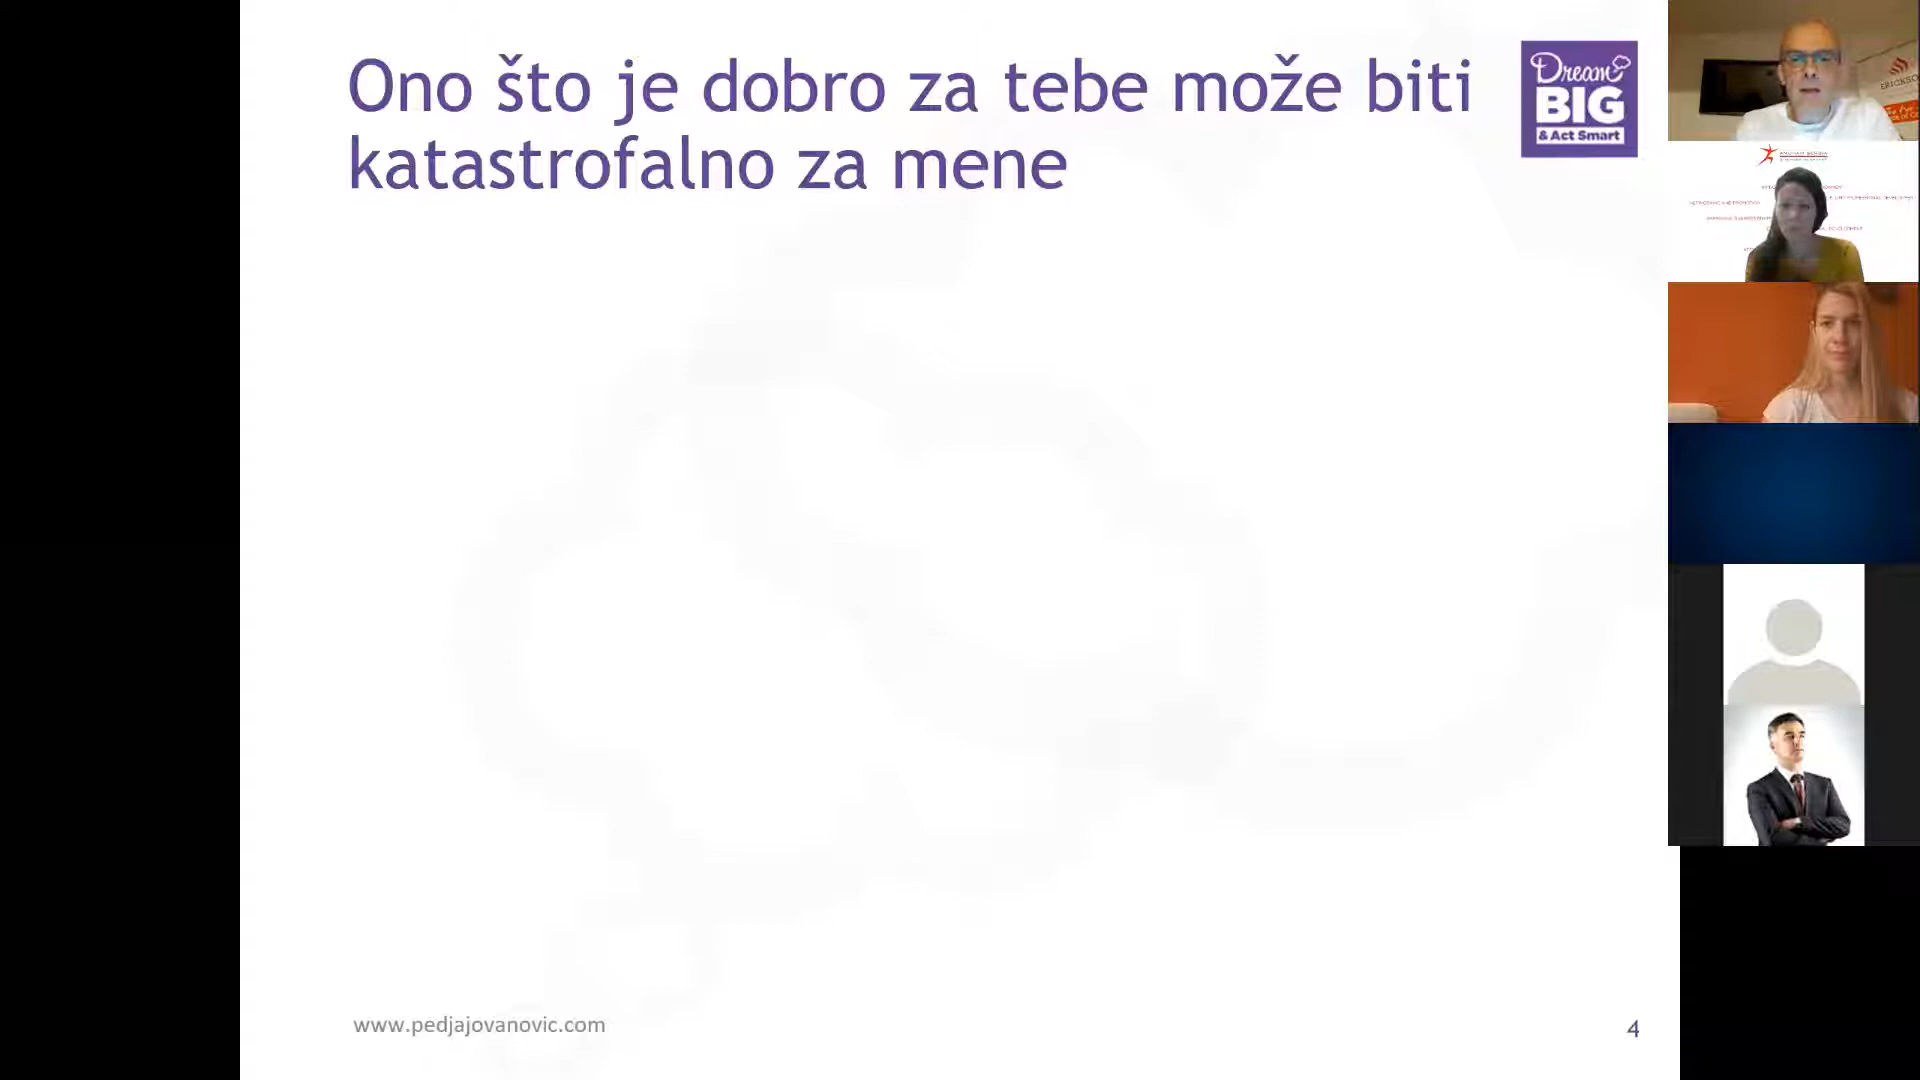 Ono što je dobro za tebe može biti
katastrofalno za mene
Dream
BIG
& Act Smart
www.pedjajovanovic.com
4